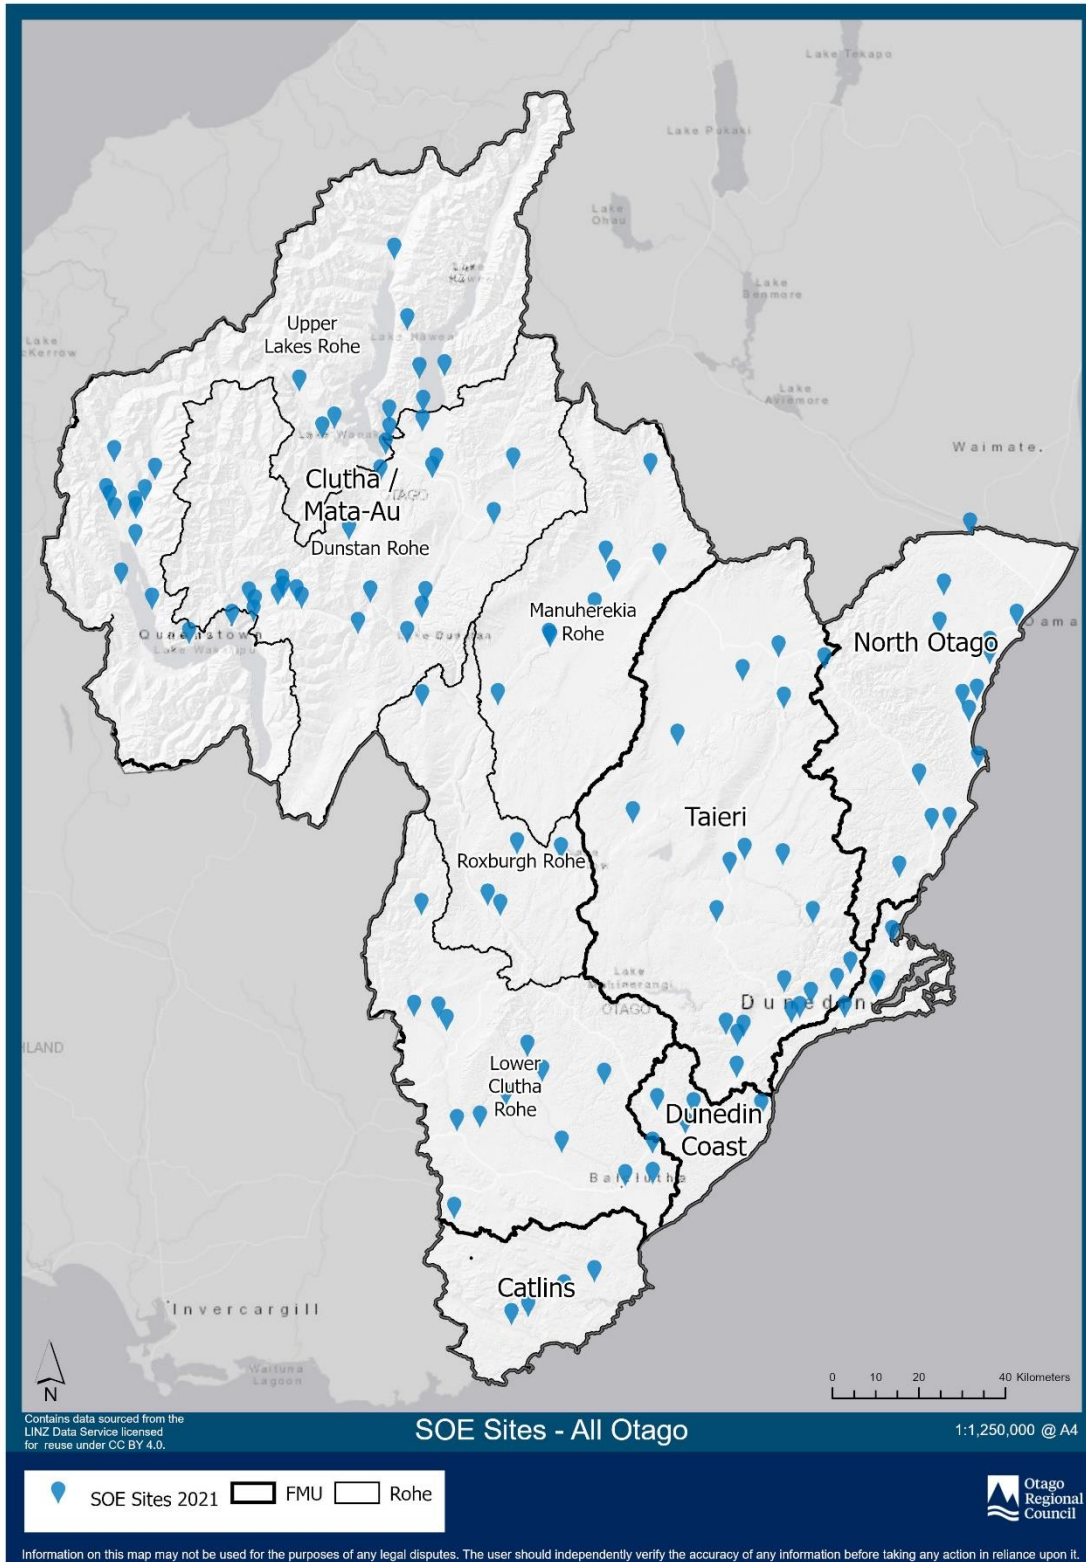 Lake Tekapo
Lake Pukaki
Lake
Ohau
Lake
Benmore
Lake
Aviemore
Waimate.
Lake
Upper
Lakes Rohe
Lake Hawea
Clutha /
Mata-Au
OTAGO
Dunstan Rohe
Queenstown
Lake Wakatipu
Manuherekia
Rohe
North Otago
Taieri
Roxburgh Rohe
Lake
OTAGO
Dunedin
Lower
Clutha
Rohe
Dunedin
Coast
Balclutha
Catlins
Invercargill
Waituna
Lagoon
N
0 10 20 40 Kilometers
Contains data sourced from the
LINZ Data Service licensed
for reuse under CC BY 4.0.
SOE Sites - All Otago
1:1,250,000 @ A4
SOE Sites 2021 FMU Rohe
Otago
Regional
Council
Information on this map may not be used for the purposes of any legal disputes. The user should independently verify the accuracy of any information before taking any action in reliance upon it.